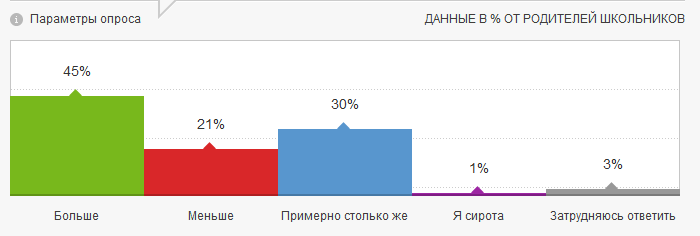 Параметры опроса
ДАННЫЕ В % ОТ РОДИТЕЛЕЙ ШКОЛЬНИКОВ
45%
21%
30%
1%
3%
Больше
Меньше
Примерно столько же
Я сирота
Затрудняюсь ответить